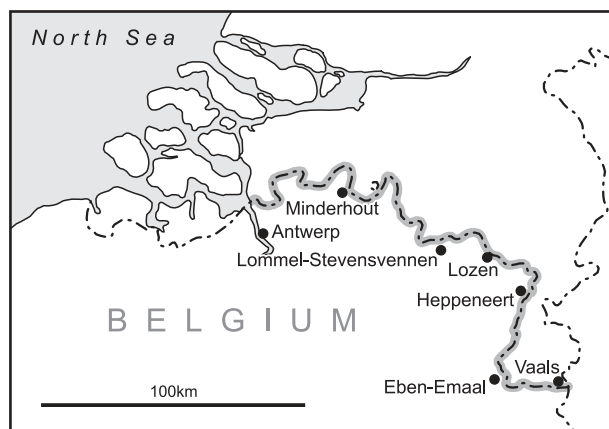 North Sea
Minderhout
Antwerp
Lommel-Stevensvennen
Lozen
Heppeneert
BELGIUM
Vaals
Eben-Emaal
100km